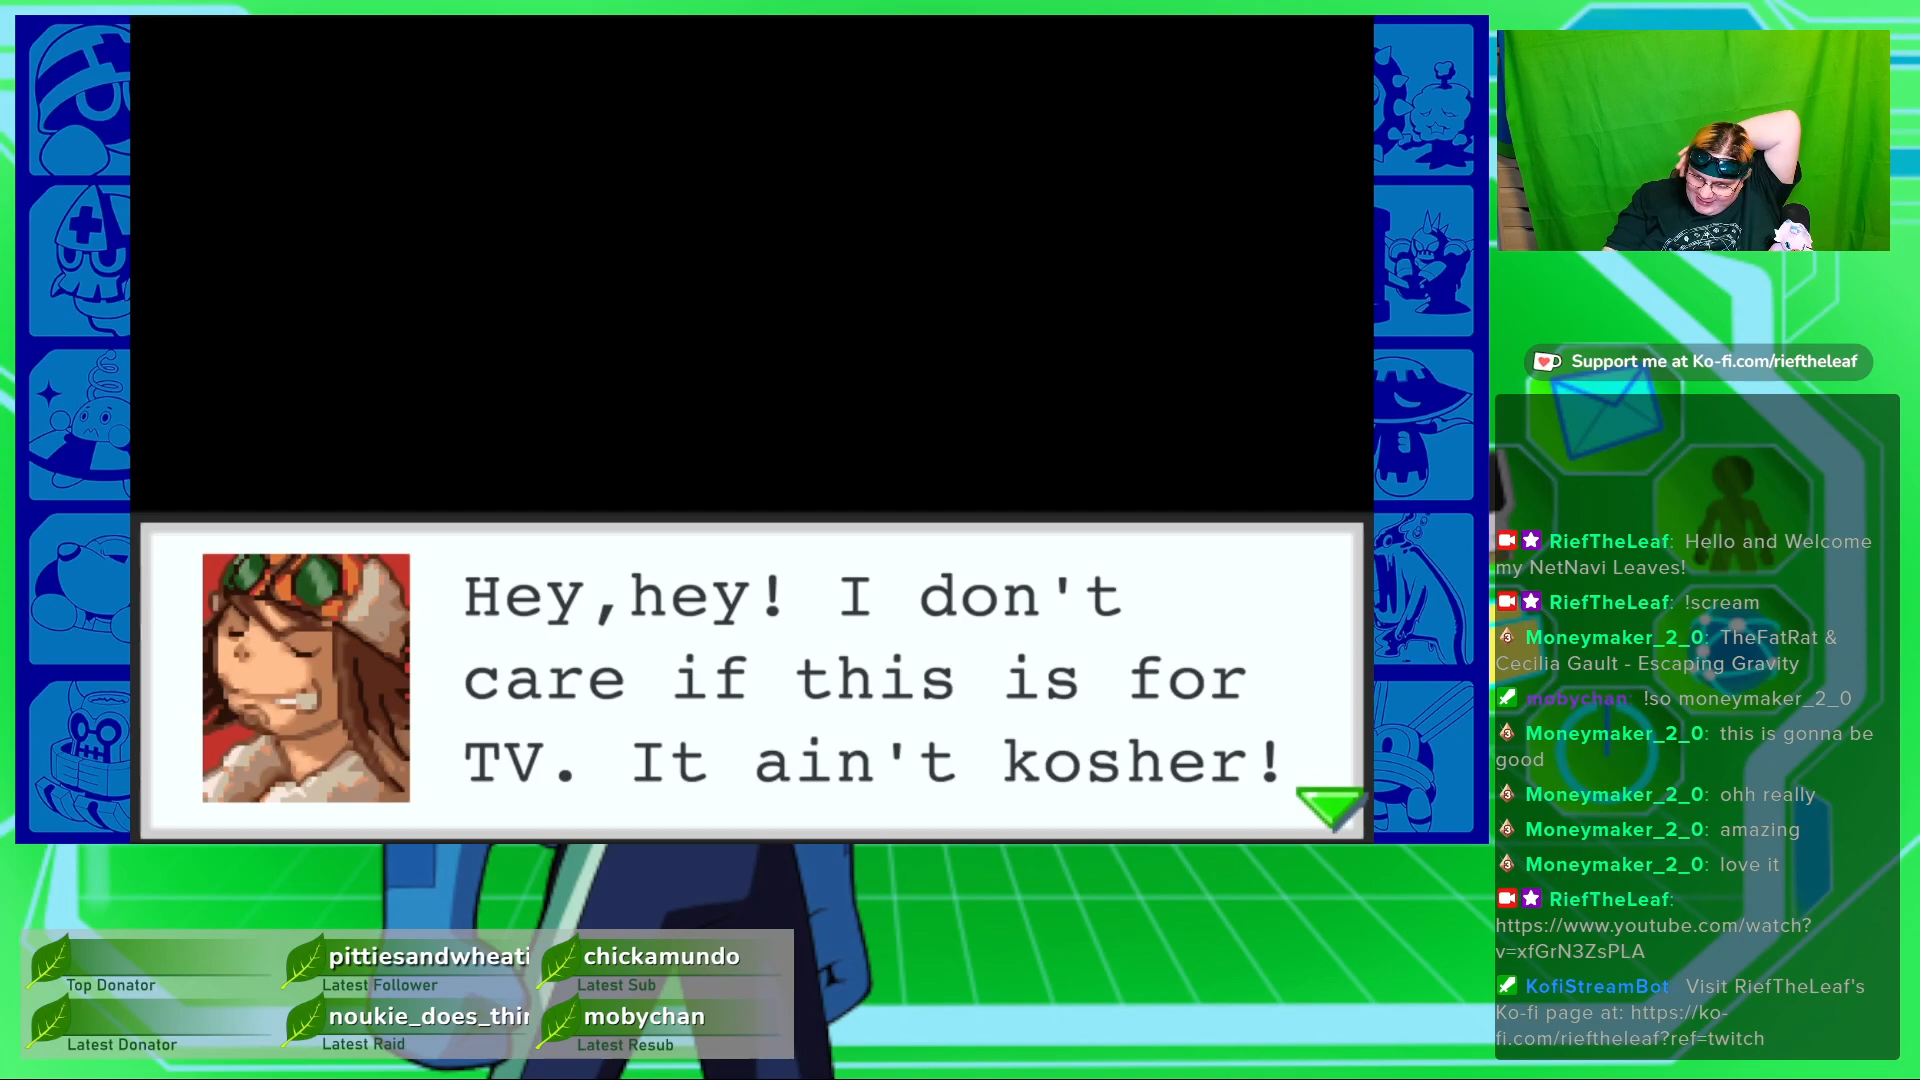 Hey,hey! I don't
care if this is for
TV. It ain't kosher!
Support me at Ko-fi.com/rieftheleaf
RiefTheLeaf: Hello and Welcome
my NetNavi Leaves!
RiefTheLeaf: !scream
Moneymaker_2_0: TheFatRat &
Cecilia Gault - Escaping Gravity
mobychan: !so moneymaker_2_0
Moneymaker_2_0: this is gonna be
good
Moneymaker_2_0: ohh really
Moneymaker_2_0: amazing
Moneymaker_2_0: love it
RiefTheLeaf:
https://www.youtube.com/watch?
v=xfGrN3ZsPLA
KofiStreamBot: Visit RiefTheLeaf's
Ko-fi page at: https://ko-
fi.com/rieftheleaf?ref=twitch
Top Donator
pittiesandwheati
Latest Follower
chickamundo
Latest Sub
Latest Donator
noukie_does_thin
Latest Raid
mobychan
Latest Resub